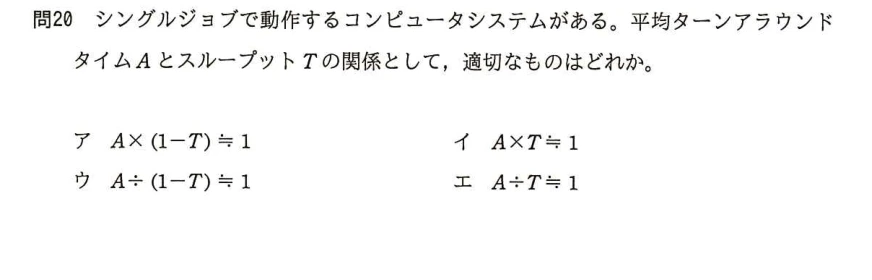 問20 シングルジョブで動作するコンピュータシステムがある。平均ターンアラウンド
タイムAとスループットTの関係として，適切なものはどれか。
ア A×(1－T)≒1 イ A×T≒1
ウ A÷(1－T)≒1 エ A÷T≒1